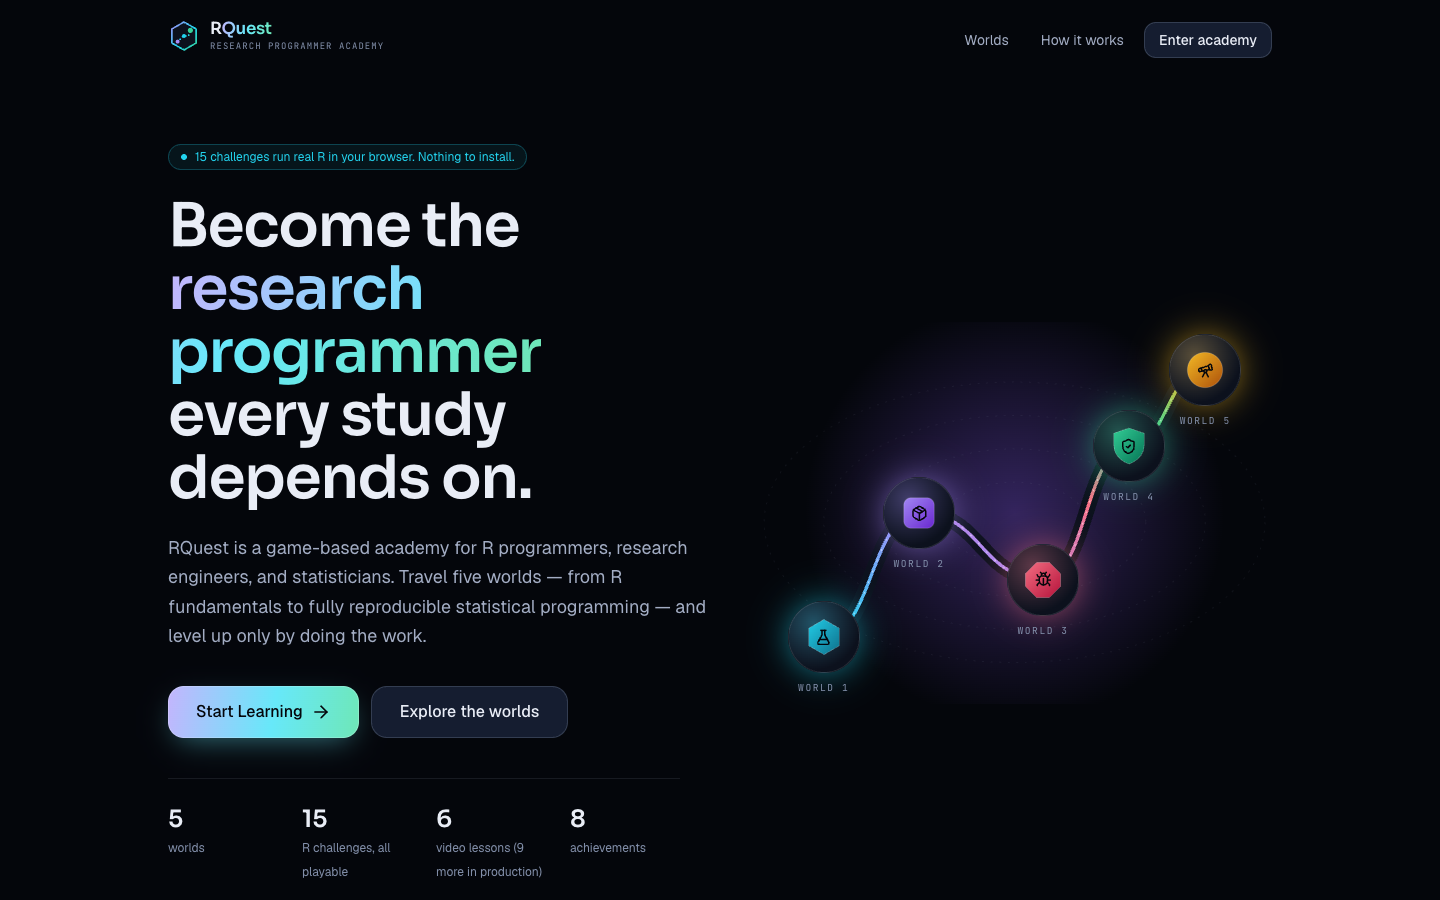 RQuest
RESEARCH PROGRAMMER ACADEMY
Worlds
How it works
Enter academy
15 challenges run real R in your browser. Nothing to install.
Become the
research
programmer
every study
depends on.
RQuest is a game-based academy for R programmers, research
engineers, and statisticians. Travel five worlds — from R
fundamentals to fully reproducible statistical programming — and
level up only by doing the work.
Start Learning
Explore the worlds
5
worlds
15
R challenges, all
playable
6
video lessons (9
more in production)
8
achievements
WORLD 1
WORLD 2
WORLD 3
WORLD 4
WORLD 5